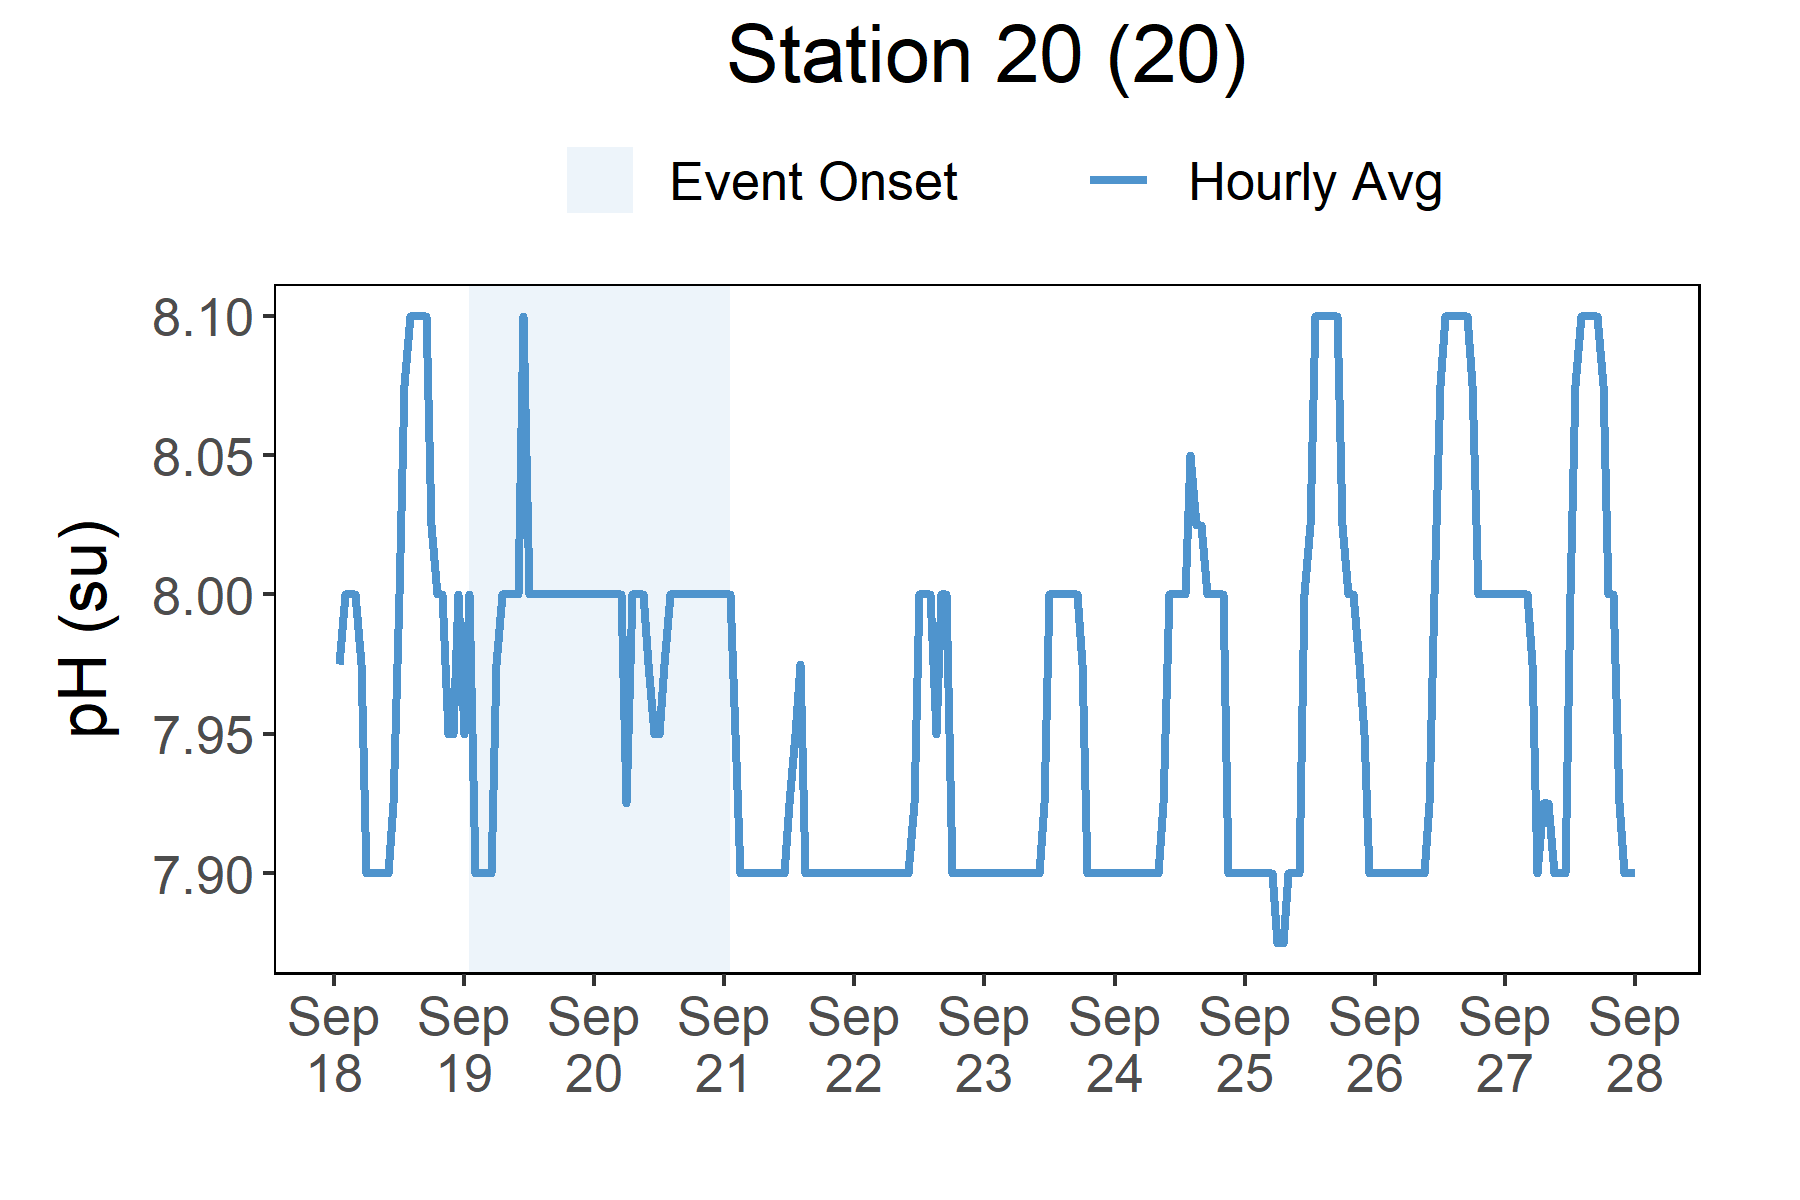 Station 20 (20)
Event Onset Hourly Avg
pH (su)
8.10
8.05
8.00
7.95
7.90
Sep Sep Sep Sep Sep Sep Sep Sep Sep Sep Sep
18 19 20 21 22 23 24 25 26 27 28